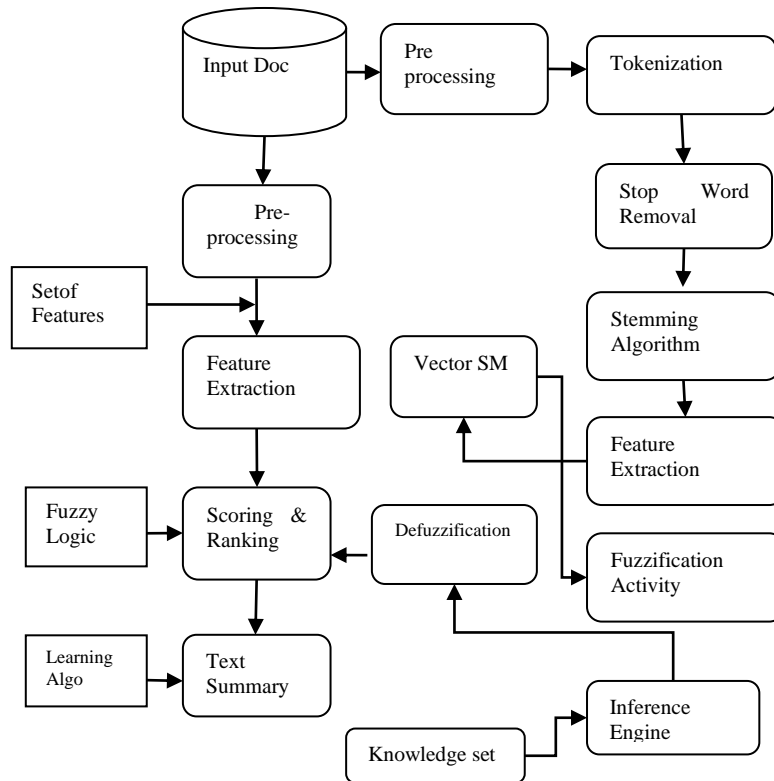 Input Doc
Pre
processing
Tokenization
Pre-
processing
Stop Word
Removal
Setof
Features
Feature
Extraction
Vector SM
Stemming
Algorithm
Feature
Extraction
Fuzzy
Logic
Scoring &
Ranking
Defuzzification
Fuzzification
Activity
Learning
Algo
Text
Summary
Inference
Engine
Knowledge set